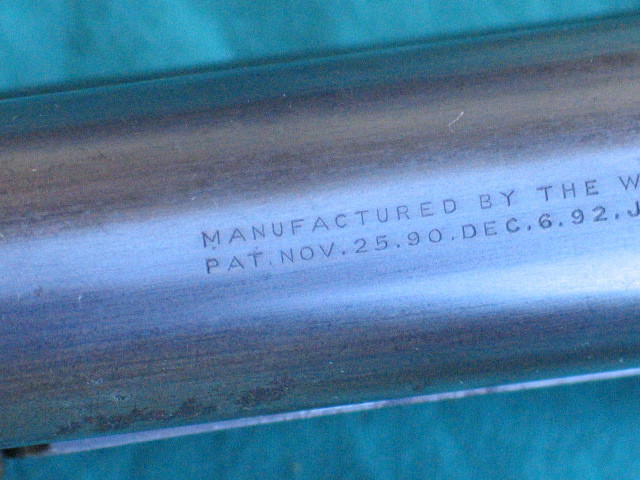 MANUFACTURED BY THE W
PAT.NOV.25.90.DEC.6.92.J